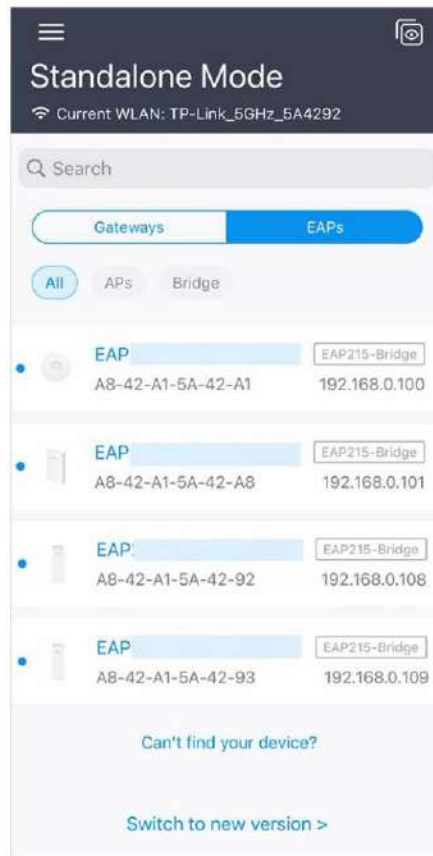 Standalone Mode
Current WLAN: TP-Link_5GHz_5A4292
Search
Gateways EAPs
All APs Bridge
EAP EAP215-Bridge
A8-42-A1-5A-42-A1 192.168.0.100
EAP EAP215-Bridge
A8-42-A1-5A-42-A8 192.168.0.101
EAP EAP215-Bridge
A8-42-A1-5A-42-92 192.168.0.108
EAP EAP215-Bridge
A8-42-A1-5A-42-93 192.168.0.109
Can't find your device?
Switch to new version >